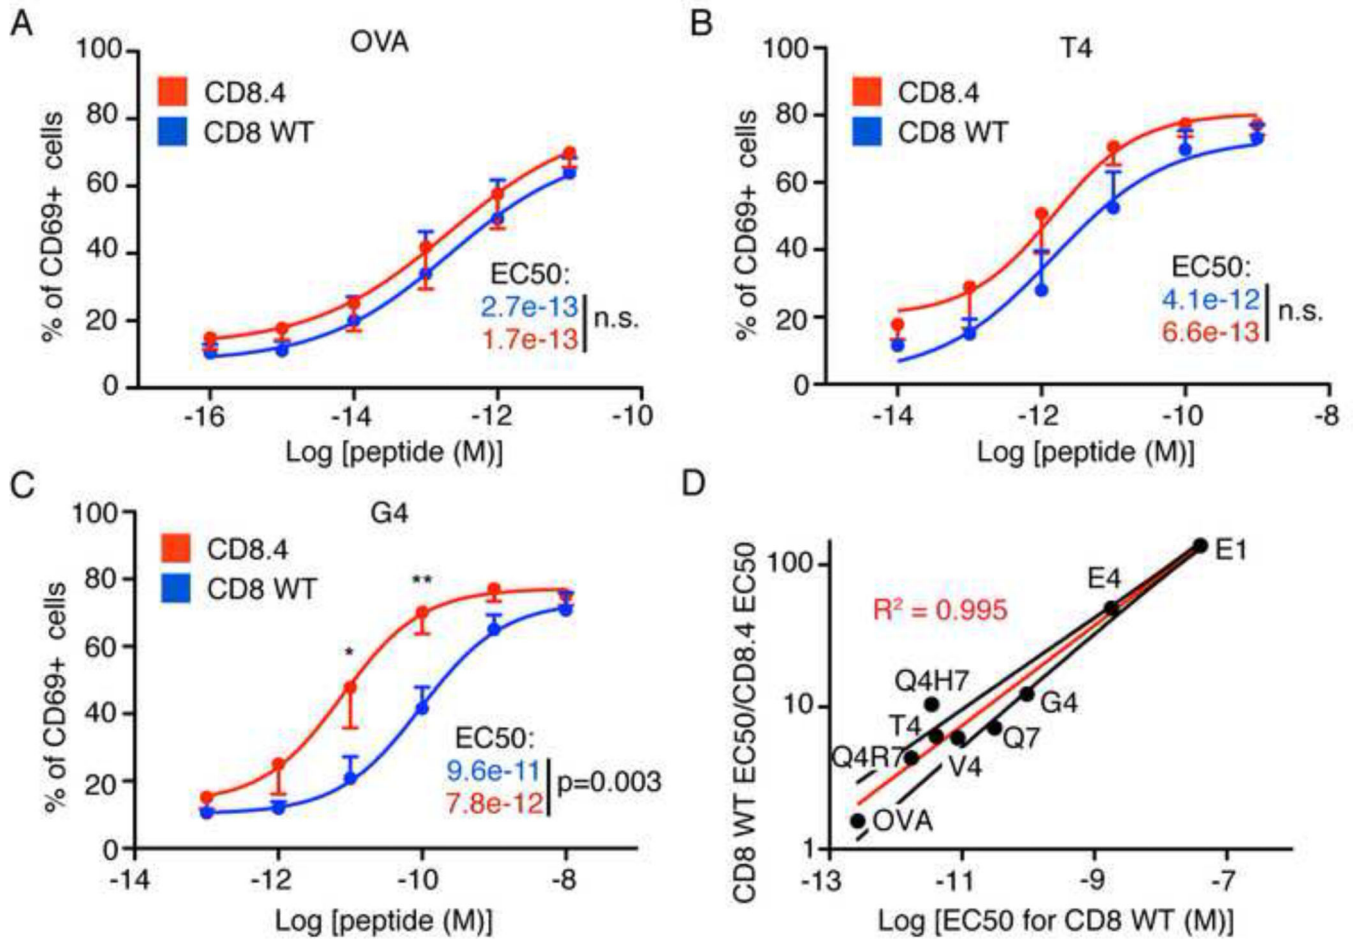 A
OVA
CD8.4
CD8 WT
% of CD69+ cells
100
80
60
40
20
0
EC50:
2.7e-13
1.7e-13
n.s.
-16
-14
-12
-10
Log [peptide (M)]
B
T4
CD8.4
CD8 WT
% of CD69+ cells
100
80
60
40
20
0
EC50:
4.1e-12
6.6e-13
n.s.
-14
-12
-10
-8
Log [peptide (M)]
C
G4
CD8.4
CD8 WT
% of CD69+ cells
100
80
60
40
20
0
*
**
EC50:
9.6e-11
7.8e-12
p=0.003
-14
-12
-10
-8
Log [peptide (M)]
D
CD8 WT EC50/CD8.4 EC50
100
10
1
R² = 0.995
E1
E4
Q4H7
G4
T4
Q7
Q4R7
V4
OVA
-13
-11
-9
-7
Log [EC50 for CD8 WT (M)]